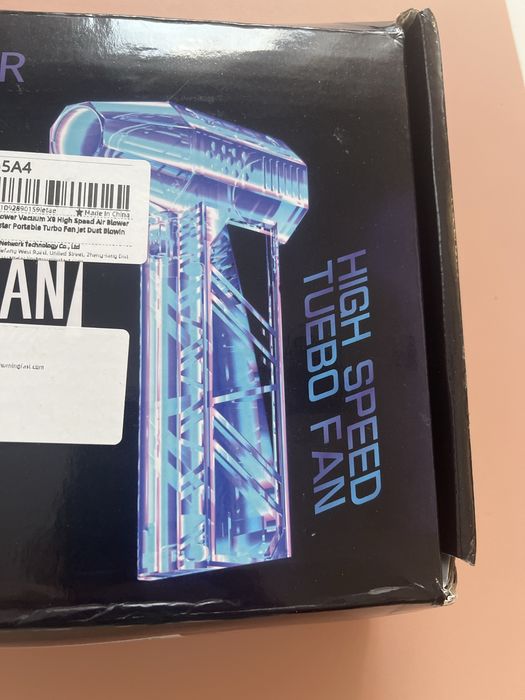 R
5A4
Made in China
ower Vacuum X8 High Speed Air Blower
ter Portable Turbo Fan Jet Dust Blowin
Network Technology Co., Ltd
AN
HIGH SPEED
TUEBO FAN